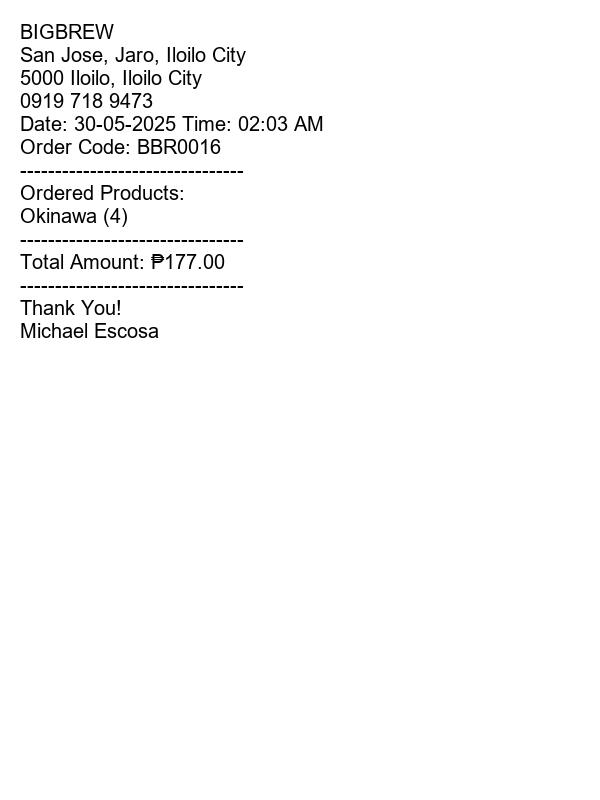 BIGBREW
San Jose, Jaro, Iloilo City
5000 Iloilo, Iloilo City
0919 718 9473
Date: 30-05-2025 Time: 02:03 AM
Order Code: BBR0016
--------------------------------
Ordered Products:
Okinawa (4)
--------------------------------
Total Amount: ₱177.00
--------------------------------
Thank You!
Michael Escosa